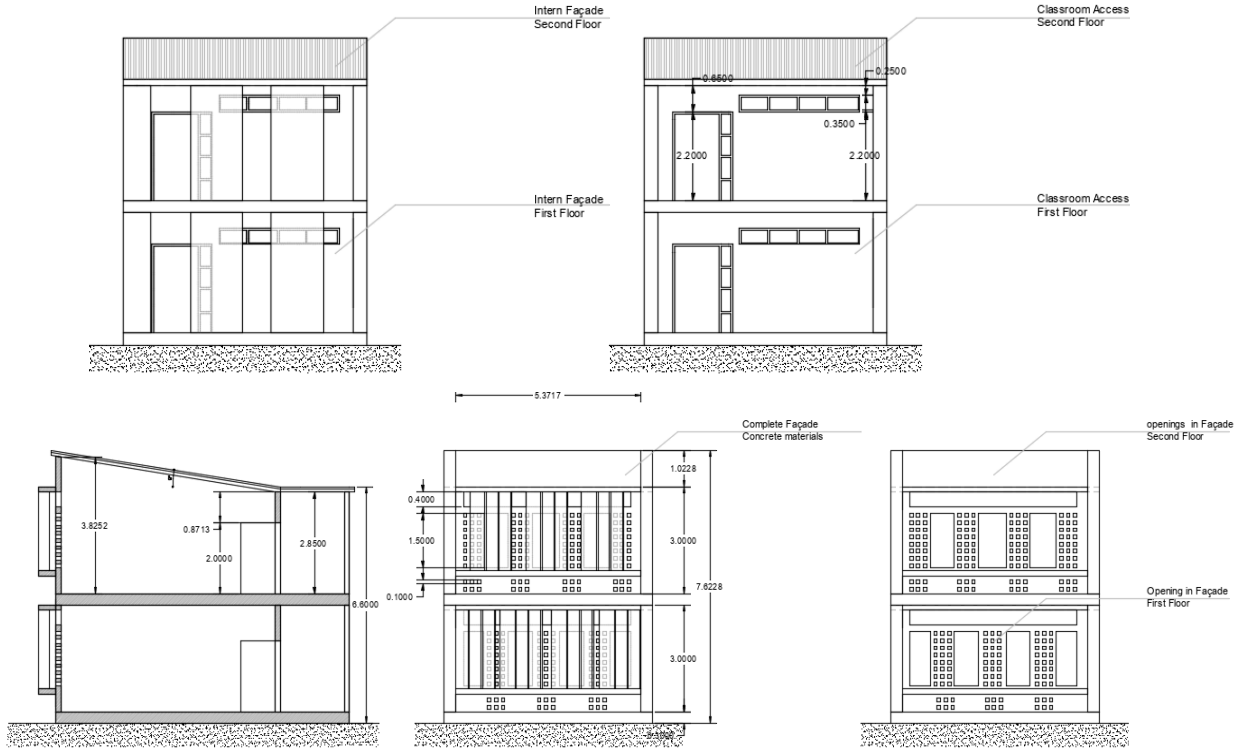 Intern Façade
Second Floor
Classroom Access
Second Floor
0.6500
0.2500
0.3500
2.2000
2.2000
Intern Façade
First Floor
Classroom Access
First Floor
5.3717
Complete Façade
Concrete materials
openings in Façade
Second Floor
1.0228
0.4000
3.8252
0.8713
1.5000
2.0000
2.8500
3.0000
7.6228
0.1000
6.6000
Opening in Façade
First Floor
3.0000